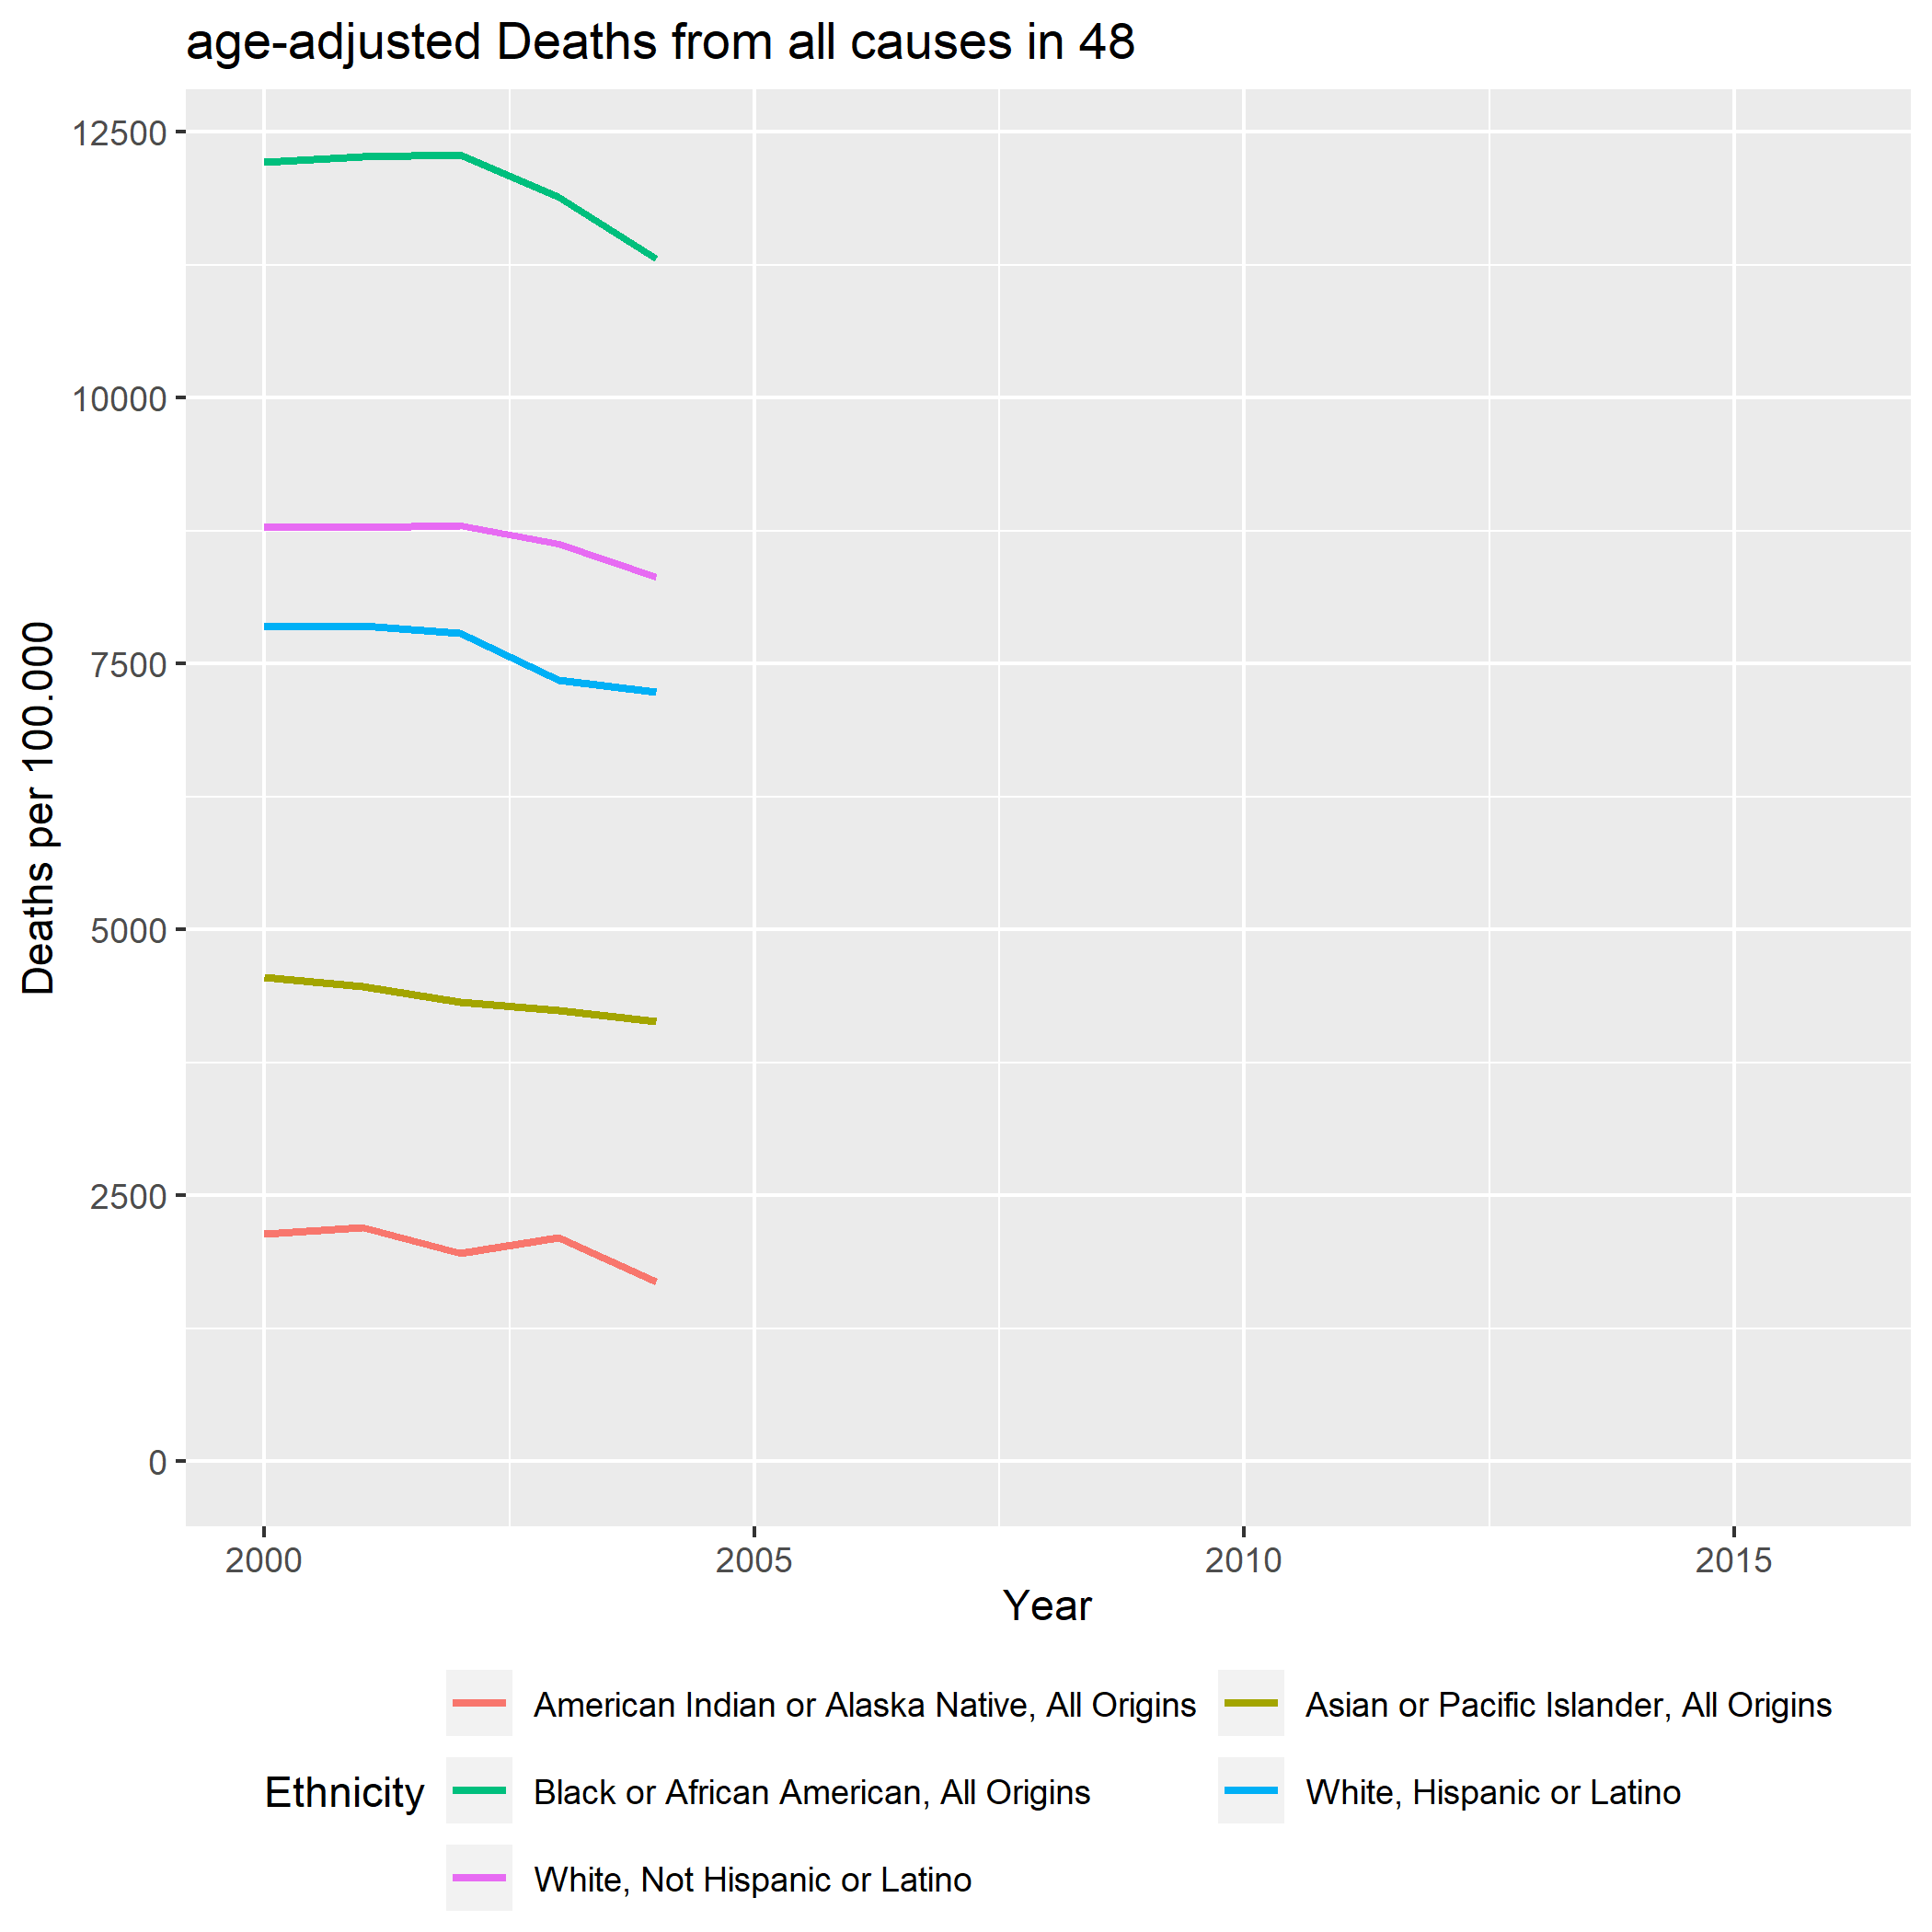 age-adjusted Deaths from all causes in 48
12500
10000
7500
5000
2500
0
Deaths per 100.000
2000 2005 2010 2015
Year
Ethnicity
American Indian or Alaska Native, All Origins
Asian or Pacific Islander, All Origins
Black or African American, All Origins
White, Hispanic or Latino
White, Not Hispanic or Latino